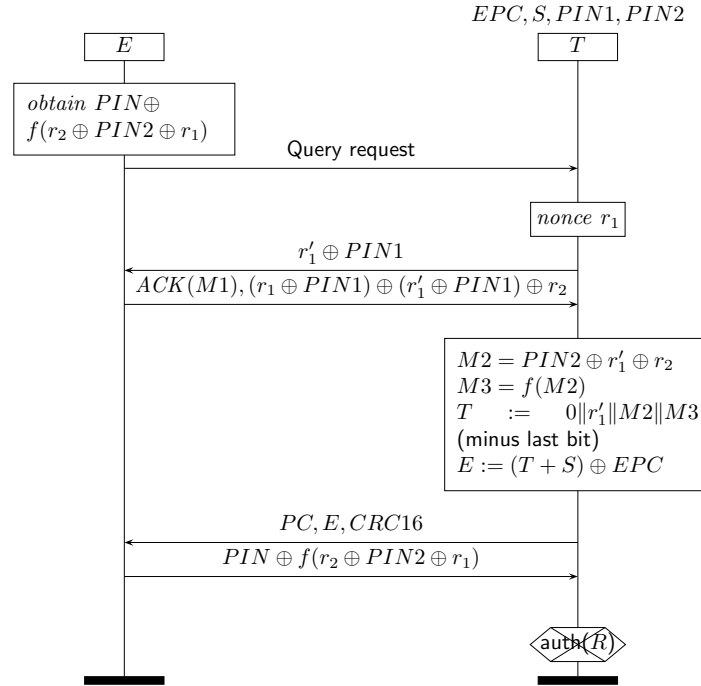 EPC, S, PIN1, PIN2
E
T
obtain PIN⊕
f(r₂ ⊕ PIN2 ⊕ r₁)
Query request
nonce r₁
r′₁ ⊕ PIN1
ACK(M1), (r₁ ⊕ PIN1) ⊕ (r′₁ ⊕ PIN1) ⊕ r₂
M2 = PIN2 ⊕ r′₁ ⊕ r₂
M3 = f(M2)
T := 0‖r′₁‖M2‖M3
(minus last bit)
E := (T + S) ⊕ EPC
PC, E, CRC16
PIN ⊕ f(r₂ ⊕ PIN2 ⊕ r₁)
auth(R)